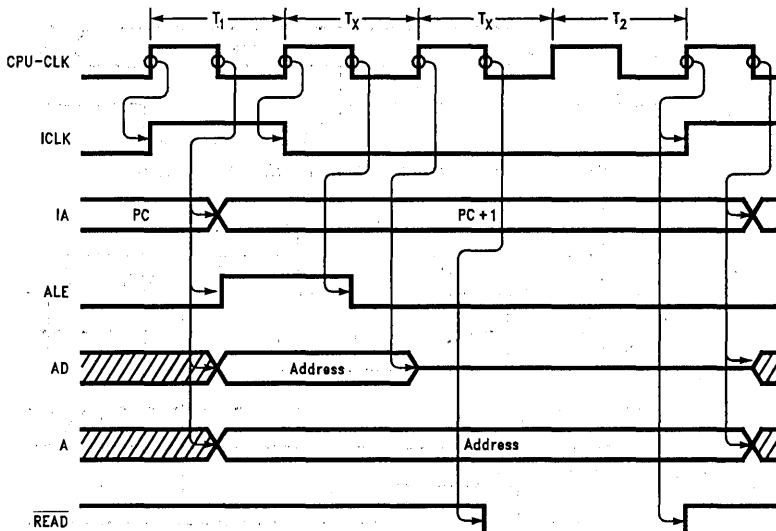 T1 TX TX T2
CPU-CLK
ICLK
IA PC PC+1
ALE
AD Address
A Address
READ